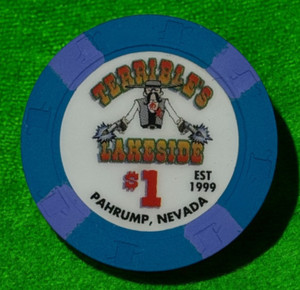 TERRIBLE'S
LAKESIDE
$1
EST
1999
PAHRUMP, NEVADA